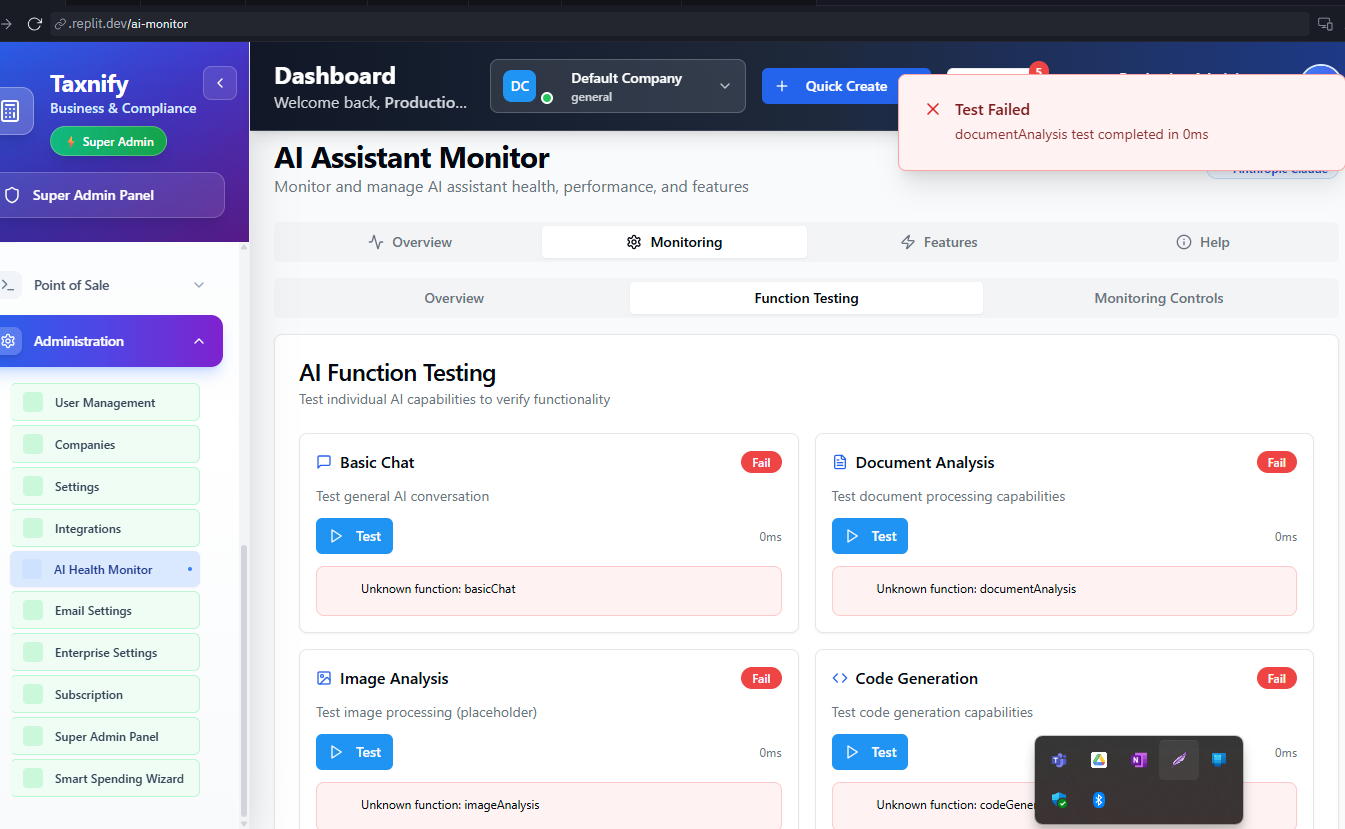 .replit.dev/ai-monitor
Taxnify
Business & Compliance
Super Admin
Super Admin Panel
Point of Sale
Administration
User Management
Companies
Settings
Integrations
AI Health Monitor
Email Settings
Enterprise Settings
Subscription
Super Admin Panel
Smart Spending Wizard
Dashboard
Welcome back, Productio...
DC
Default Company
general
Quick Create
5
Test Failed
documentAnalysis test completed in 0ms
Anthropic Claude
AI Assistant Monitor
Monitor and manage AI assistant health, performance, and features
Overview
Monitoring
Features
Help
Overview
Function Testing
Monitoring Controls
AI Function Testing
Test individual AI capabilities to verify functionality
Basic Chat
Fail
Test general AI conversation
Test
0ms
Unknown function: basicChat
Document Analysis
Fail
Test document processing capabilities
Test
0ms
Unknown function: documentAnalysis
Image Analysis
Fail
Test image processing (placeholder)
Test
0ms
Unknown function: imageAnalysis
Code Generation
Fail
Test code generation capabilities
Test
0ms
Unknown function: codeGener